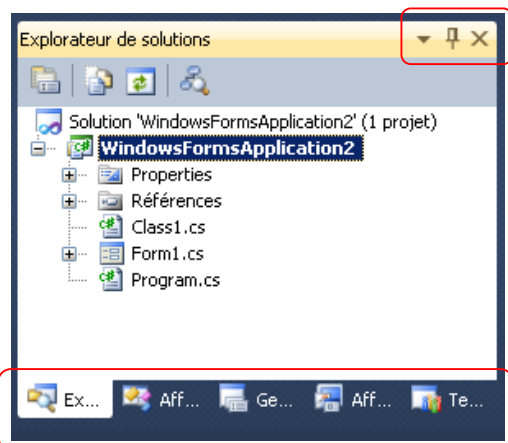 Explorateur de solutions
Solution 'WindowsFormsApplication2' (1 projet)
WindowsFormsApplication2
Properties
Références
Class1.cs
Form1.cs
Program.cs
Ex... Aff... Ge... Aff... Te...